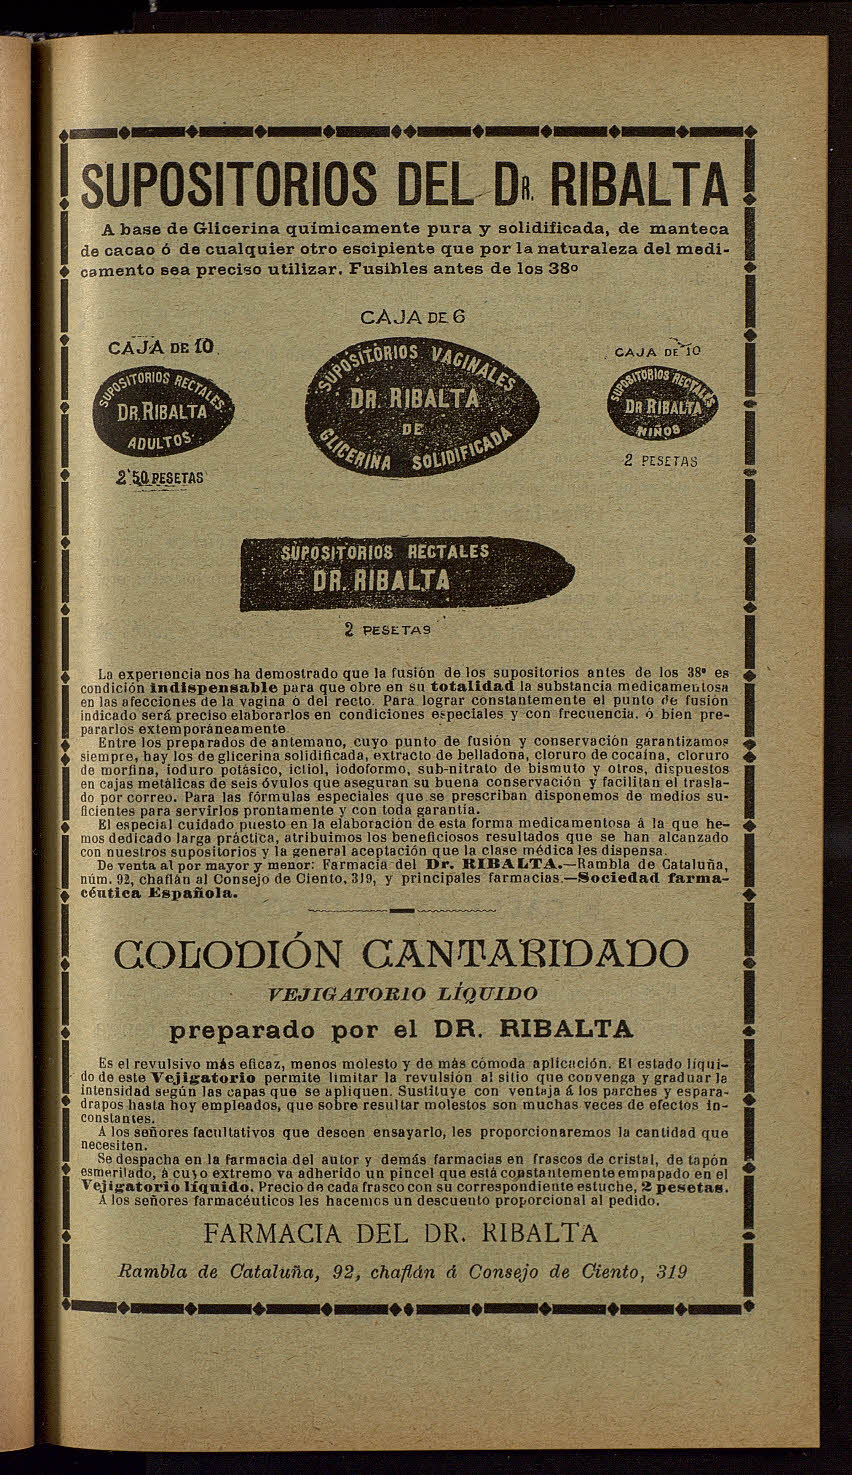 SUPOSITORIOS DEL DR. RIBALTA
A base de Glicerina químicamente pura y solidificada, de manteca
de cacao ó de cualquier otro escipiente que por la naturaleza del medi-
camento sea preciso utilizar. Fusibles antes de los 38º
CAJA DE 6
CAJA DE 10
CAJA DE 10
SUPOSITORIOS RECTALES
DR. RIBALTA
ADULTOS
2'50 PESETAS
SUPOSITORIOS VAGINALES
DR. RIBALTA
DE
GLICERINA SOLIDIFICADA
SUPOSITORIOS RECTALES
DR RIBALTA
NIÑOS
2 PESETAS
SUPOSITORIOS RECTALES
DR. RIBALTA
2 PESETAS
La experiencia nos ha demostrado que la fusión de los supositorios antes de los 38º es
condición indispensable para que obre en su totalidad la substancia medicamentosa
en las afecciones de la vagina ó del recto. Para lograr constantemente el punto de fusión
indicado será preciso elaborarlos en condiciones especiales y con frecuencia. ó bien pre-
pararlos extemporáneamente
Entre los preparados de antemano, cuyo punto de fusión y conservación garantizamos
siempre, hay los de glicerina solidificada, extracto de belladona, cloruro de cocaína, cloruro
de morfina, ioduro potásico, ictiol, iodoformo, sub-nitrato de bismuto y otros, dispuestos
en cajas metálicas de seis óvulos que aseguran su buena conservación y facilitan el trasla-
do por correo. Para las fórmulas especiales que se prescriban disponemos de medios su-
ficientes para servirlos prontamente y con toda garantía.
El especial cuidado puesto en la elaboración de esta forma medicamentosa á la que he-
mos dedicado larga práctica, atribuimos los beneficiosos resultados que se han alcanzado
con nuestros supositorios y la general aceptación que la clase médica les dispensa.
De venta al por mayor y menor: Farmacia del Dr. RIBALTA.—Rambla de Cataluña,
núm. 92, chaflán al Consejo de Ciento, 319, y principales farmacias.—Sociedad farma-
céutica Española.
COLODIÓN CANTARIDADO
VEJIGATORIO LÍQUIDO
preparado por el DR. RIBALTA
Es el revulsivo más eficaz, menos molesto y de más cómoda aplicación. El estado líqui-
do de este Vejigatorio permite limitar la revulsión al sitio que convenga y graduar la
intensidad según las capas que se apliquen. Sustituye con ventaja á los parches y espara-
drapos hasta hoy empleados, que sobre resultar molestos son muchas veces de efectos in-
constantes.
A los señores facultativos que deseen ensayarlo, les proporcionaremos la cantidad que
necesiten.
Se despacha en la farmacia del autor y demás farmacias en frascos de cristal, de tapón
esmerilado, á cuyo extremo va adherido un pincel que está constantemente empapado en el
Vejigatorio líquido. Precio de cada frasco con su correspondiente estuche, 2 pesetas.
A los señores farmacéuticos les hacemos un descuento proporcional al pedido.
FARMACIA DEL DR. RIBALTA
Rambla de Cataluña, 92, chaflán á Consejo de Ciento, 319